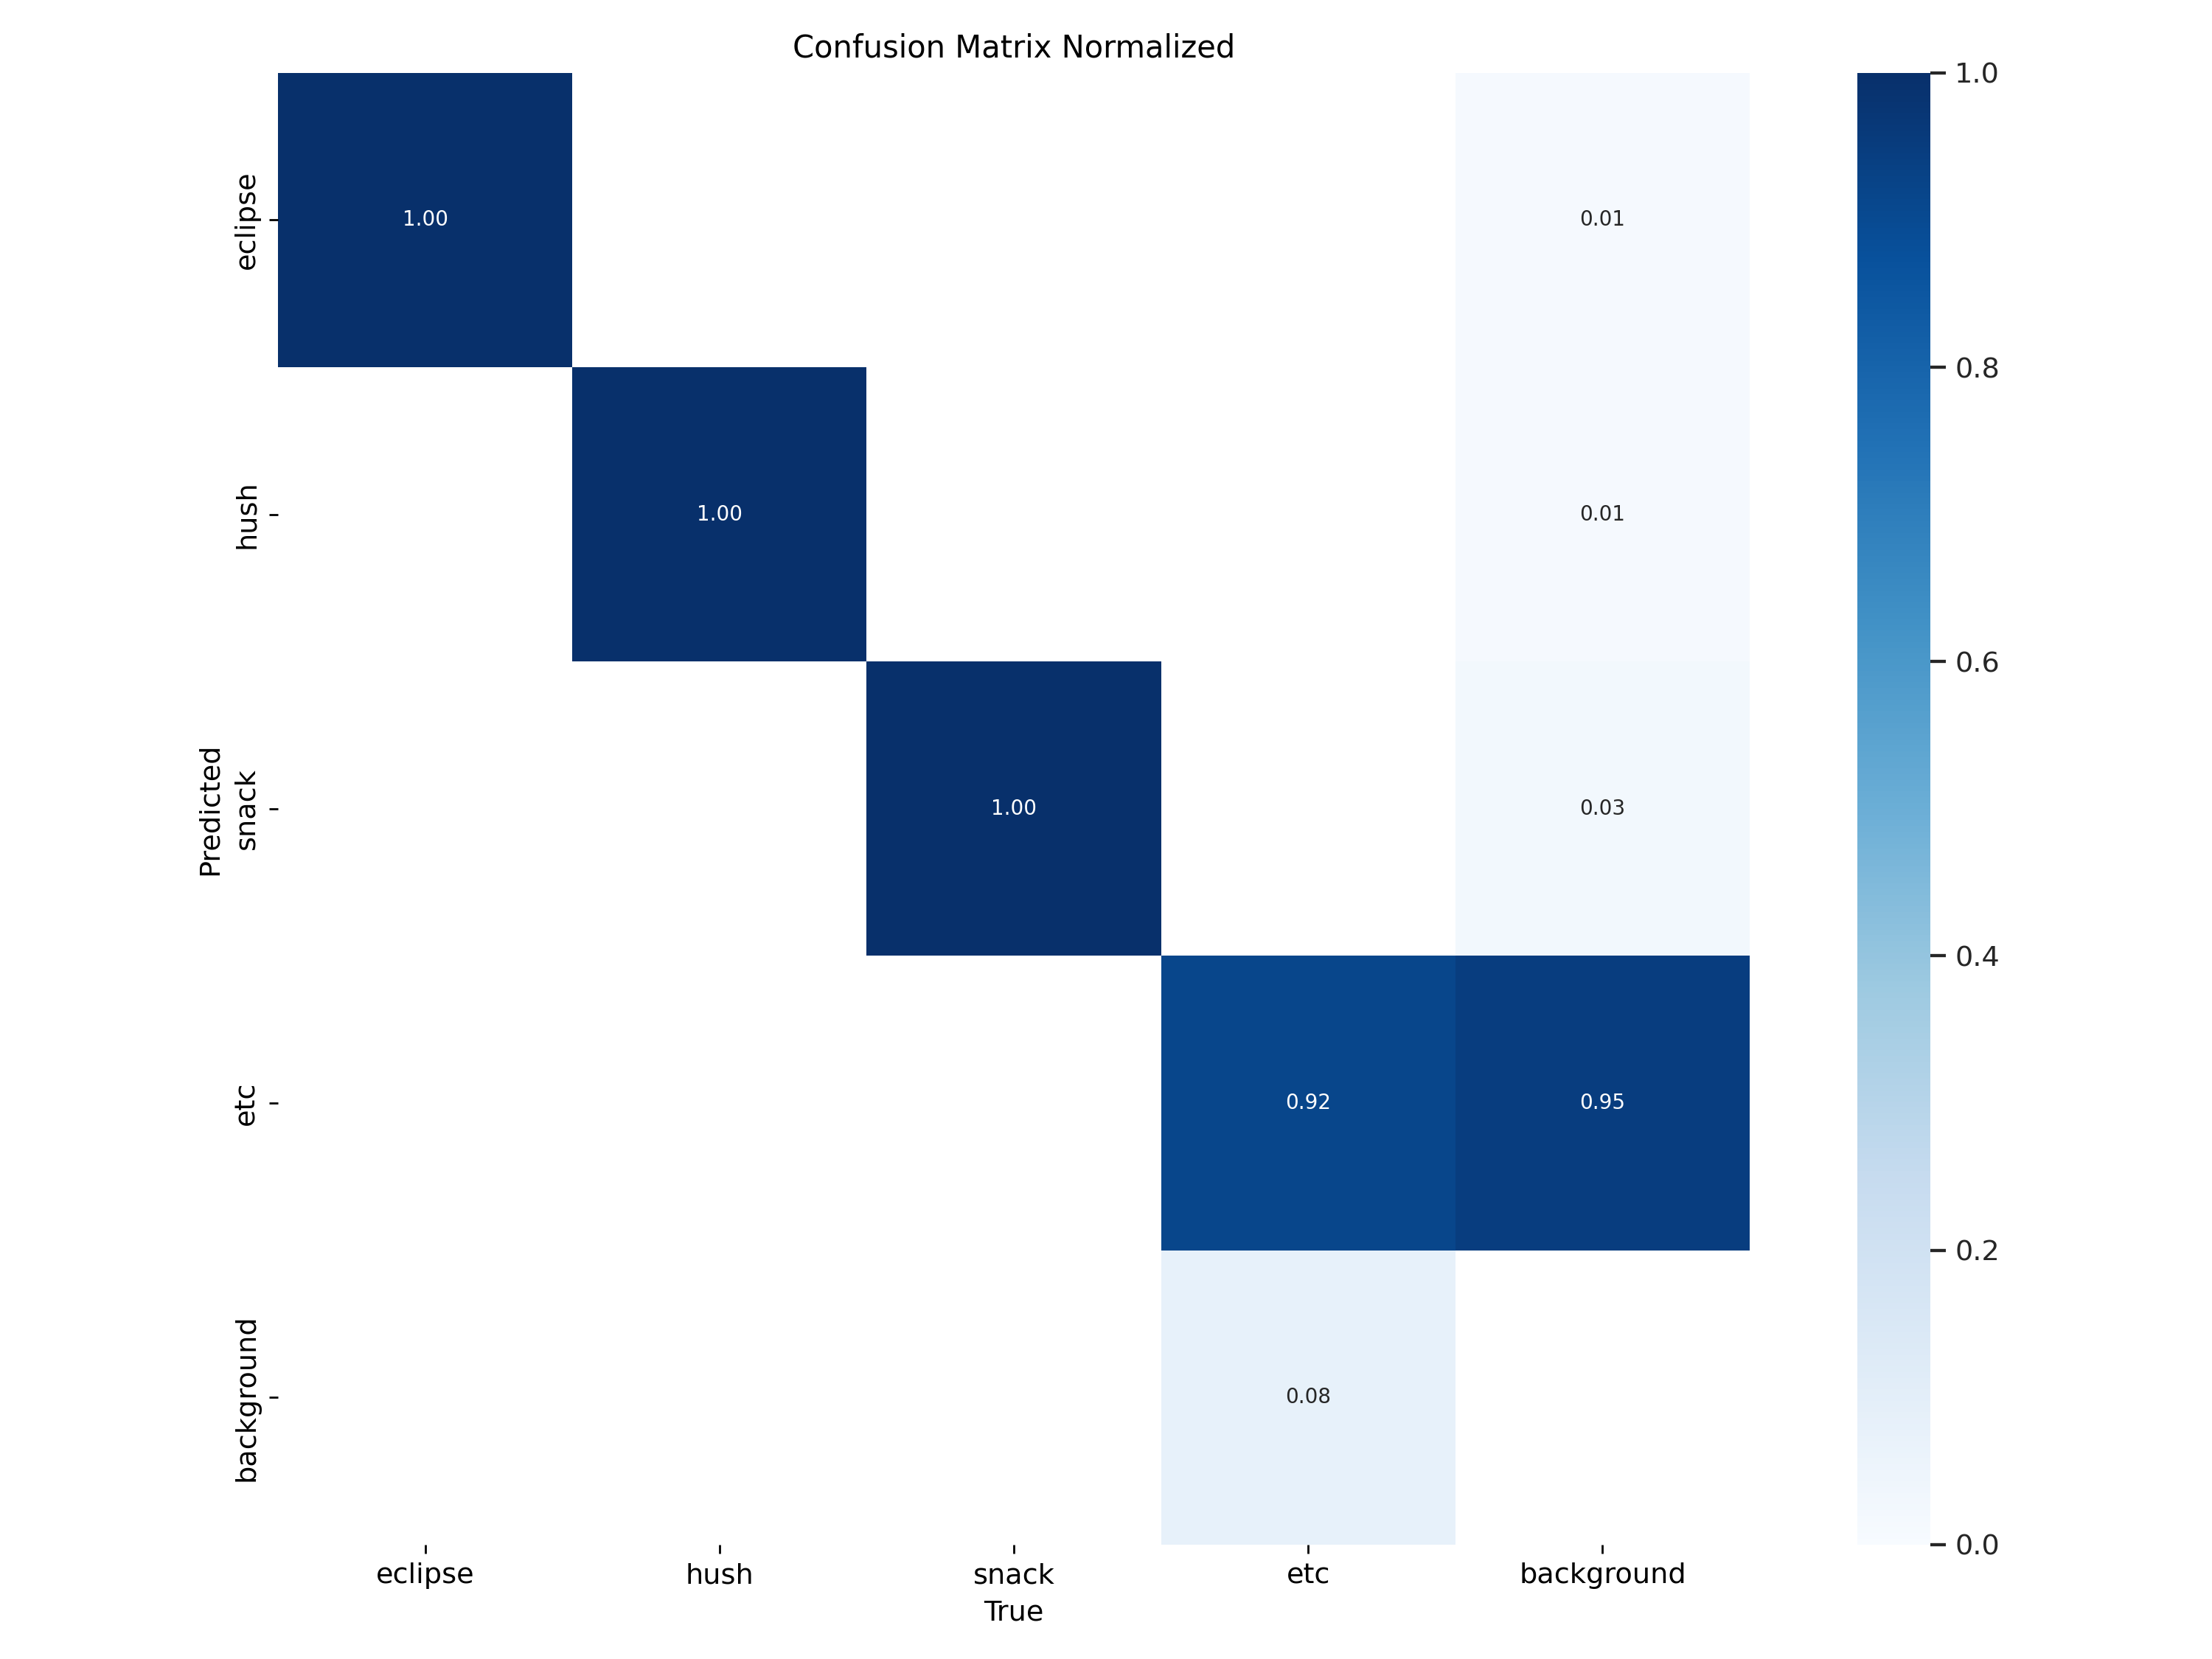 Confusion Matrix Normalized
eclipse
1.00
0.01
hush
1.00
0.01
Predicted
snack
1.00
0.03
etc
0.92
0.95
background
0.08
eclipse
hush
snack
etc
background
True
1.0
0.8
0.6
0.4
0.2
0.0